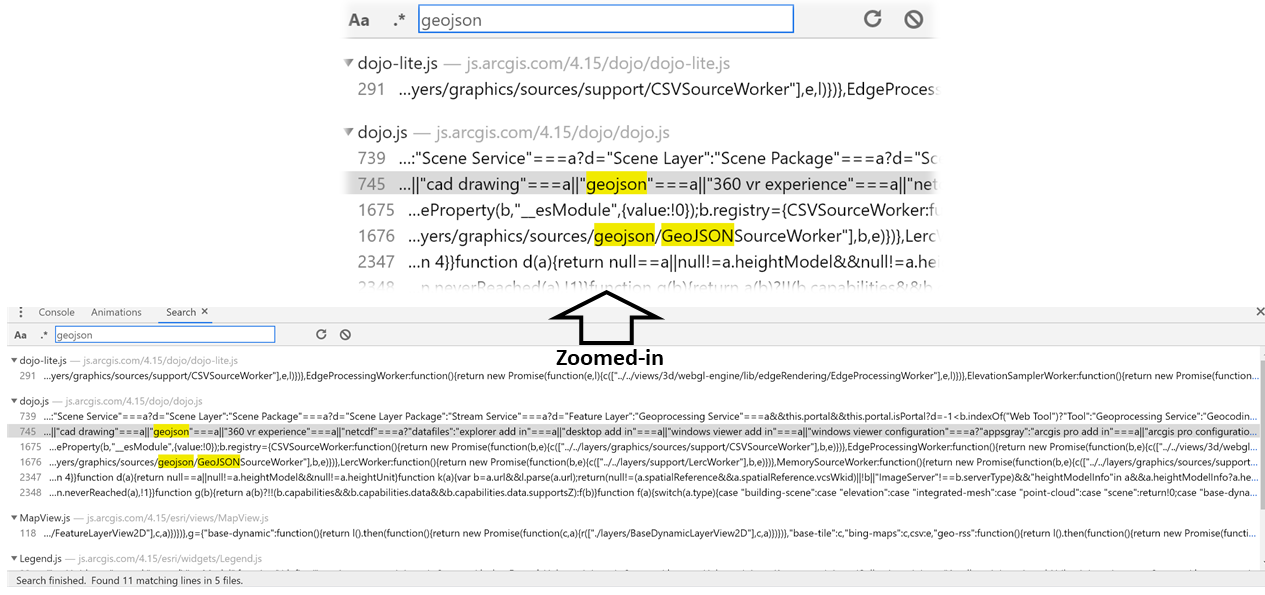 Aa .* geojson
dojo-lite.js — js.arcgis.com/4.15/dojo/dojo-lite.js
291 ...yers/graphics/sources/support/CSVSourceWorker"],e,l)})},EdgeProcess
dojo.js — js.arcgis.com/4.15/dojo/dojo.js
739 ...:"Scene Service"===a?d="Scene Layer":"Scene Package"===a?d="Sc
745 ...||"cad drawing"===a||"geojson"===a||"360 vr experience"===a||"net
1675 ...eProperty(b,"__esModule",{value:!0});b.registry={CSVSourceWorker:fu
1676 ...yers/graphics/sources/geojson/GeoJSONSourceWorker"],b,e)})},Lerc
2347 ...n 4}}function d(a){return null==a||null!=a.heightModel&&null!=a.he
2348 ...n.neverReached(a),!1}}function g(b){return a(b)?!!(b.capabilities&&b
Zoomed-in
Console Animations Search ×
Aa .* geojson
dojo-lite.js — js.arcgis.com/4.15/dojo/dojo-lite.js
291 ...yers/graphics/sources/support/CSVSourceWorker"],e,l)})},EdgeProcessingWorker:function(){return new Promise(function(e,l){c(["../../views/3d/webgl-engine/lib/edgeRendering/EdgeProcessingWorker"],e,l)})},ElevationSamplerWorker:function(){return new Promise(function...
dojo.js — js.arcgis.com/4.15/dojo/dojo.js
739 ...:"Scene Service"===a?d="Scene Layer":"Scene Package"===a?d="Scene Layer Package":"Stream Service"===a?d="Feature Layer":"Geoprocessing Service"===a&&this.portal&&this.portal.isPortal?d=-1<b.indexOf("Web Tool")?"Tool":"Geoprocessing Service":"Geocodin...
745 ...||"cad drawing"===a||"geojson"===a||"360 vr experience"===a||"netcdf"===a?"datafiles":"explorer add in"===a||"desktop add in"===a||"windows viewer add in"===a||"windows viewer configuration"===a?"appsgray":"arcgis pro add in"===a||"arcgis pro configuratio...
1675 ...eProperty(b,"__esModule",{value:!0});b.registry={CSVSourceWorker:function(){return new Promise(function(b,e){c(["../../layers/graphics/sources/support/CSVSourceWorker"],b,e)})},EdgeProcessingWorker:function(){return new Promise(function(b,e){c(["../../view...
1676 ...yers/graphics/sources/geojson/GeoJSONSourceWorker"],b,e)})},LercWorker:function(){return new Promise(function(b,e){c(["../../layers/support/LercWorker"],b,e)})},MemorySourceWorker:function(){return new Promise(function(b,e){c(["../../layers/graphics/sources/support...
2347 ...n 4}}function d(a){return null==a||null!=a.heightModel&&null!=a.heightUnit}function k(a){var b=a.url&&l.parse(a.url);return(null!=(a.spatialReference&&a.spatialReference.vcsWkid)||!b||"ImageServer"!==b.serverType)&&"heightModelInfo"in a&&a.heightModelInfo?a.he...
2348 ...n.neverReached(a),!1}}function g(b){return a(b)?!!(b.capabilities&&b.capabilities.data&&b.capabilities.data.supportsZ):f(b)}function f(a){switch(a.type){case "building-scene":case "elevation":case "integrated-mesh":case "point-cloud":case "scene":return!0;case "base-dyna...
MapView.js — js.arcgis.com/4.15/esri/views/MapView.js
118 .../FeatureLayerView2D"],c,a)})})},g={"base-dynamic":function(){return l().then(function(){return new Promise(function(c,a){r(["./layers/BaseDynamicLayerView2D"],c,a)})})},"base-tile":c,"bing-maps":c,csv:e,"geo-rss":function(){return l().then(function(){return new Promise(functi...
Legend.js — js.arcgis.com/4.15/esri/widgets/Legend.js
Search finished. Found 11 matching lines in 5 files.